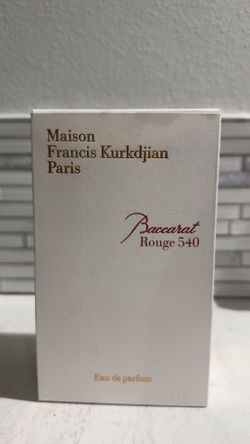 Maison
Francis Kurkdjian
Paris
Baccarat
Rouge 540
Eau de parfum